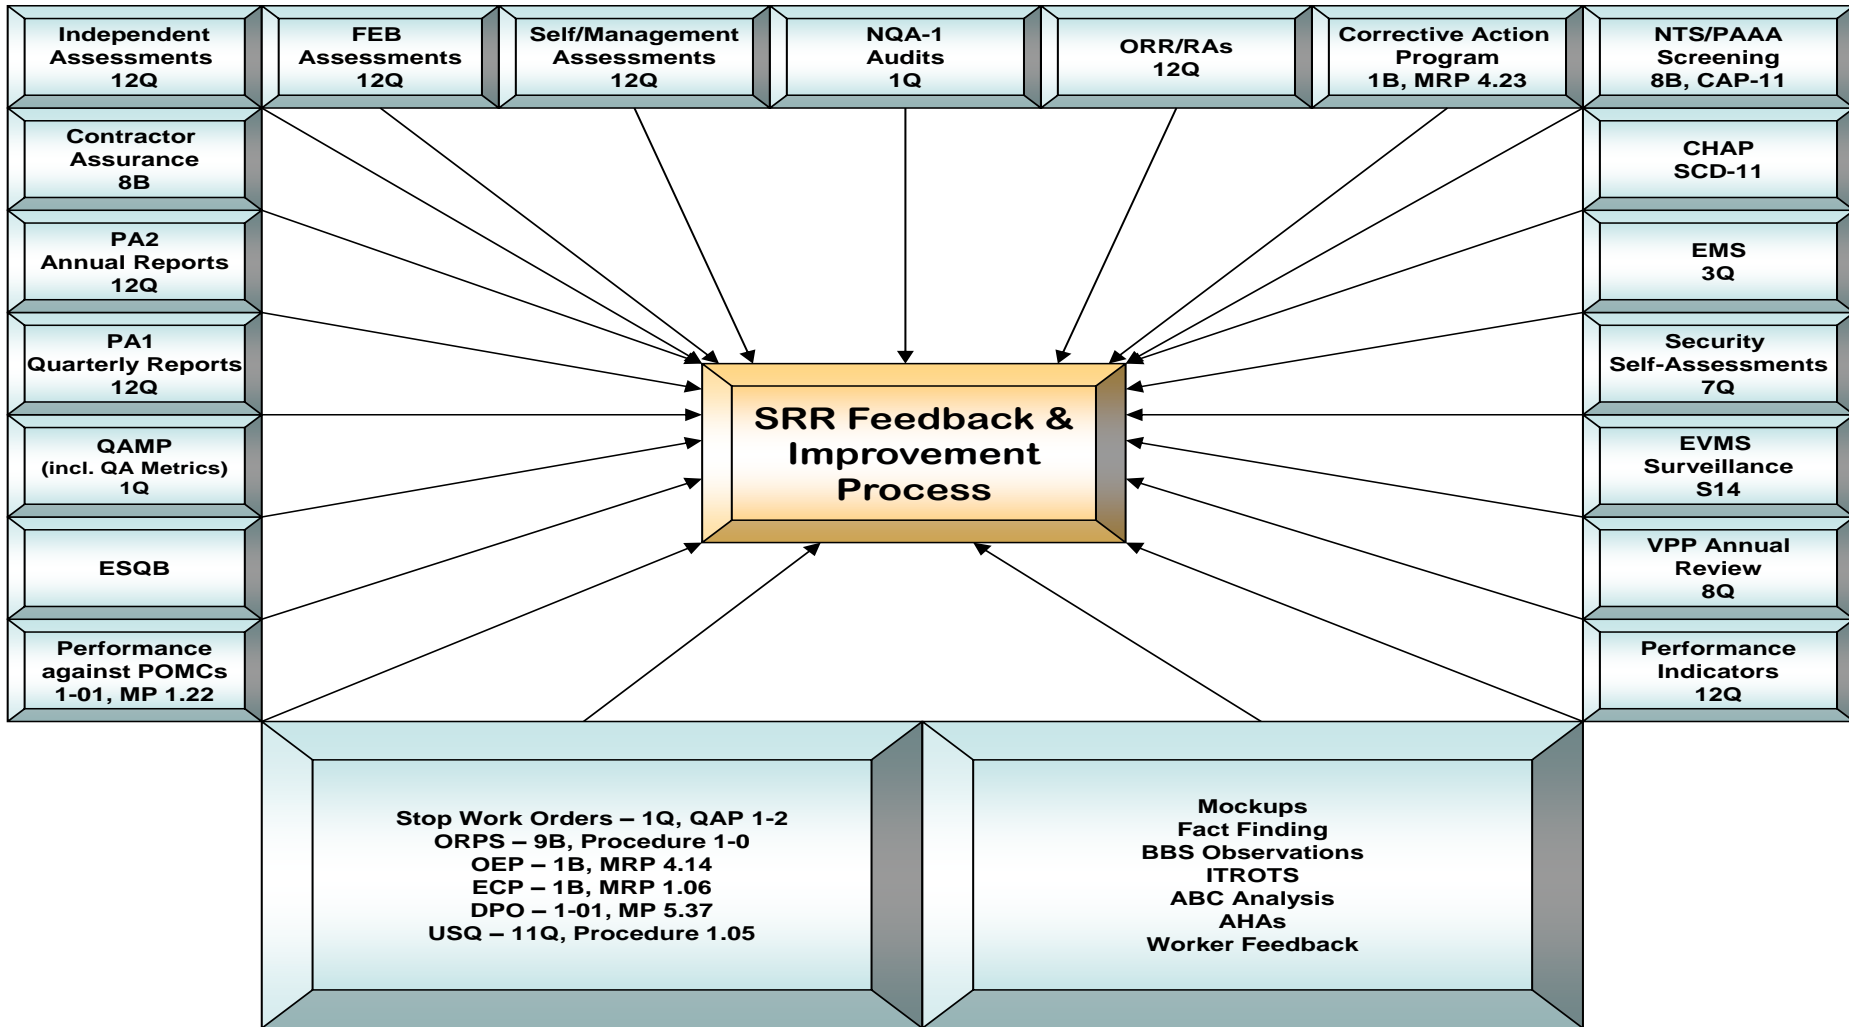 Independent
Assessments
12Q
FEB
Assessments
12Q
Self/Management
Assessments
12Q
NQA-1
Audits
1Q
ORR/RAs
12Q
Corrective Action
Program
1B, MRP 4.23
NTS/PAAA
Screening
8B, CAP-11
Contractor
Assurance
8B
PA2
Annual Reports
12Q
PA1
Quarterly Reports
12Q
QAMP
(incl. QA Metrics)
1Q
ESQB
Performance
against POMCs
1-01, MP 1.22
SRR Feedback &
Improvement
Process
CHAP
SCD-11
EMS
3Q
Security
Self-Assessments
7Q
EVMS
Surveillance
S14
VPP Annual
Review
8Q
Performance
Indicators
12Q
Stop Work Orders – 1Q, QAP 1-2
ORPS – 9B, Procedure 1-0
OEP – 1B, MRP 4.14
ECP – 1B, MRP 1.06
DPO – 1-01, MP 5.37
USQ – 11Q, Procedure 1.05
Mockups
Fact Finding
BBS Observations
ITROTS
ABC Analysis
AHAs
Worker Feedback